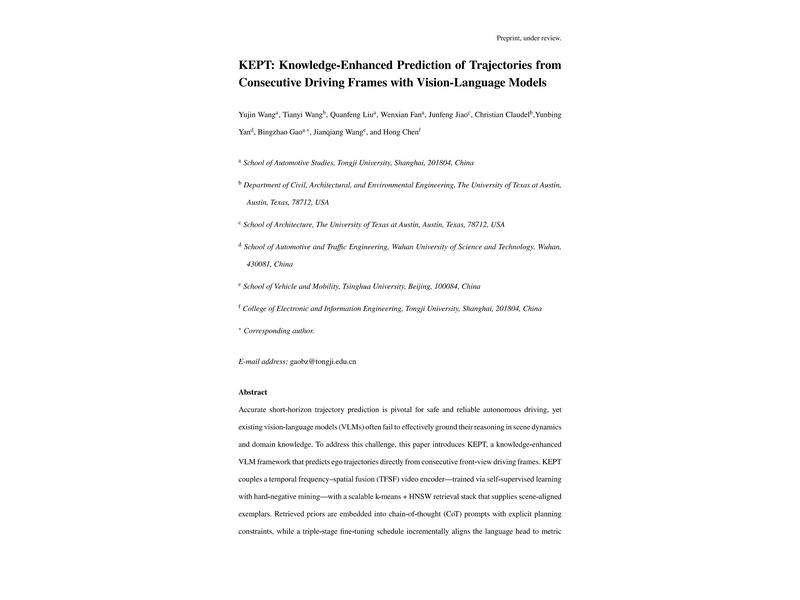 Preprint, under review.
KEPT: Knowledge-Enhanced Prediction of Trajectories from
Consecutive Driving Frames with Vision-Language Models
Yujin Wangᵃ, Tianyi Wangᵇ, Quanfeng Liuᵃ, Wenxian Fanᵃ, Junfeng Jiaoᶜ, Christian Claudelᵇ,Yunbing
Yanᵈ, Bingzhao Gaoᵃ,*, Jianqiang Wangᵉ, and Hong Chenᶠ
ᵃ School of Automotive Studies, Tongji University, Shanghai, 201804, China
ᵇ Department of Civil, Architectural, and Environmental Engineering, The University of Texas at Austin,
Austin, Texas, 78712, USA
ᶜ School of Architecture, The University of Texas at Austin, Austin, Texas, 78712, USA
ᵈ School of Automotive and Traffic Engineering, Wuhan University of Science and Technology, Wuhan,
430081, China
ᵉ School of Vehicle and Mobility, Tsinghua University, Beijing, 100084, China
ᶠ College of Electronic and Information Engineering, Tongji University, Shanghai, 201804, China
* Corresponding author.
E-mail address: gaobz@tongji.edu.cn
Abstract
Accurate short-horizon trajectory prediction is pivotal for safe and reliable autonomous driving, yet
existing vision-language models (VLMs) often fail to effectively ground their reasoning in scene dynamics
and domain knowledge. To address this challenge, this paper introduces KEPT, a knowledge-enhanced
VLM framework that predicts ego trajectories directly from consecutive front-view driving frames. KEPT
couples a temporal frequency–spatial fusion (TFSF) video encoder—trained via self-supervised learning
with hard-negative mining—with a scalable k-means + HNSW retrieval stack that supplies scene-aligned
exemplars. Retrieved priors are embedded into chain-of-thought (CoT) prompts with explicit planning
constraints, while a triple-stage fine-tuning schedule incrementally aligns the language head to metric